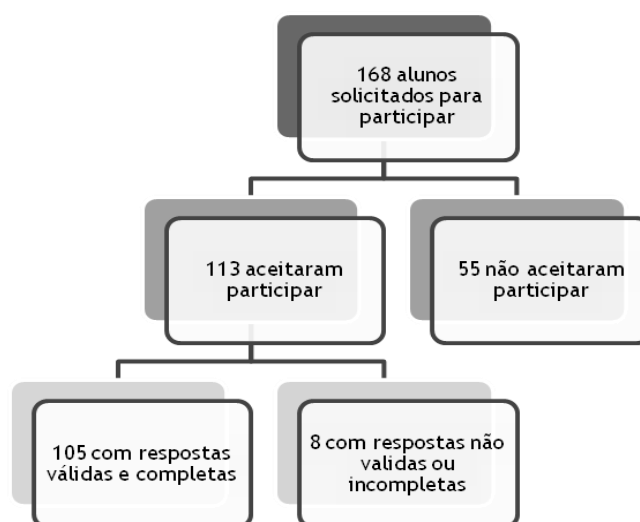 168 alunos
solicitados para
participar
113 aceitaram
participar
55 não aceitaram
participar
105 com respostas
válidas e completas
8 com respostas não
validas ou
incompletas